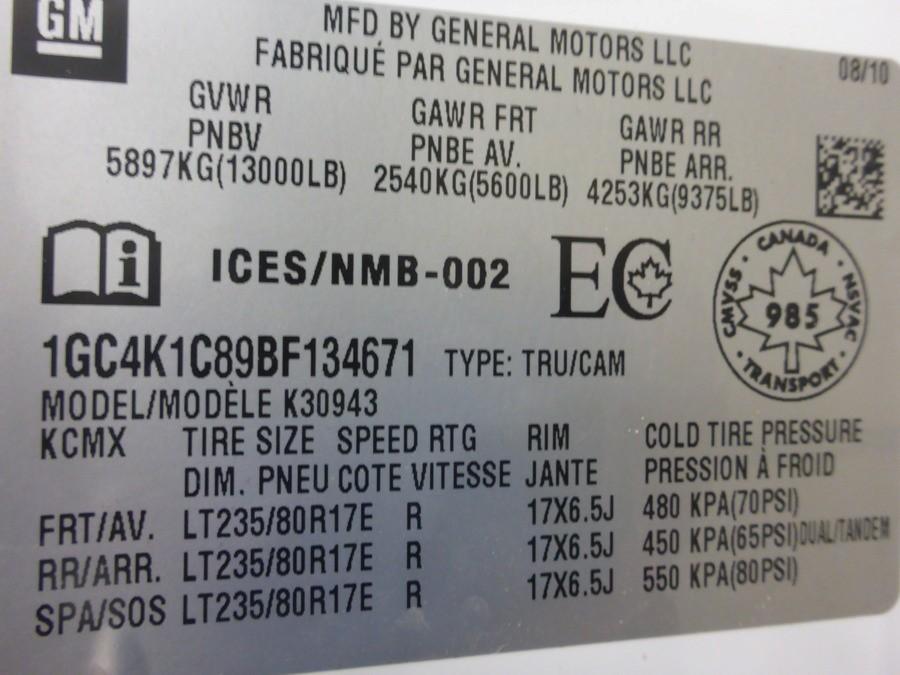 GM
MFD BY GENERAL MOTORS LLC
FABRIQUÉ PAR GENERAL MOTORS LLC
08/10
GVWR GAWR FRT GAWR RR
PNBV PNBE AV. PNBE ARR.
5897KG(13000LB) 2540KG(5600LB) 4253KG(9375LB)
i ICES/NMB-002 EC
CANADA
CMVSS · NSVAC
985
TRANSPORT
1GC4K1C89BF134671 TYPE: TRU/CAM
MODEL/MODÈLE K30943
KCMX TIRE SIZE SPEED RTG RIM COLD TIRE PRESSURE
DIM. PNEU COTE VITESSE JANTE PRESSION À FROID
FRT/AV. LT235/80R17E R 17X6.5J 480 KPA(70PSI)
RR/ARR. LT235/80R17E R 17X6.5J 450 KPA(65PSI)DUAL/TANDEM
SPA/SOS LT235/80R17E R 17X6.5J 550 KPA(80PSI)